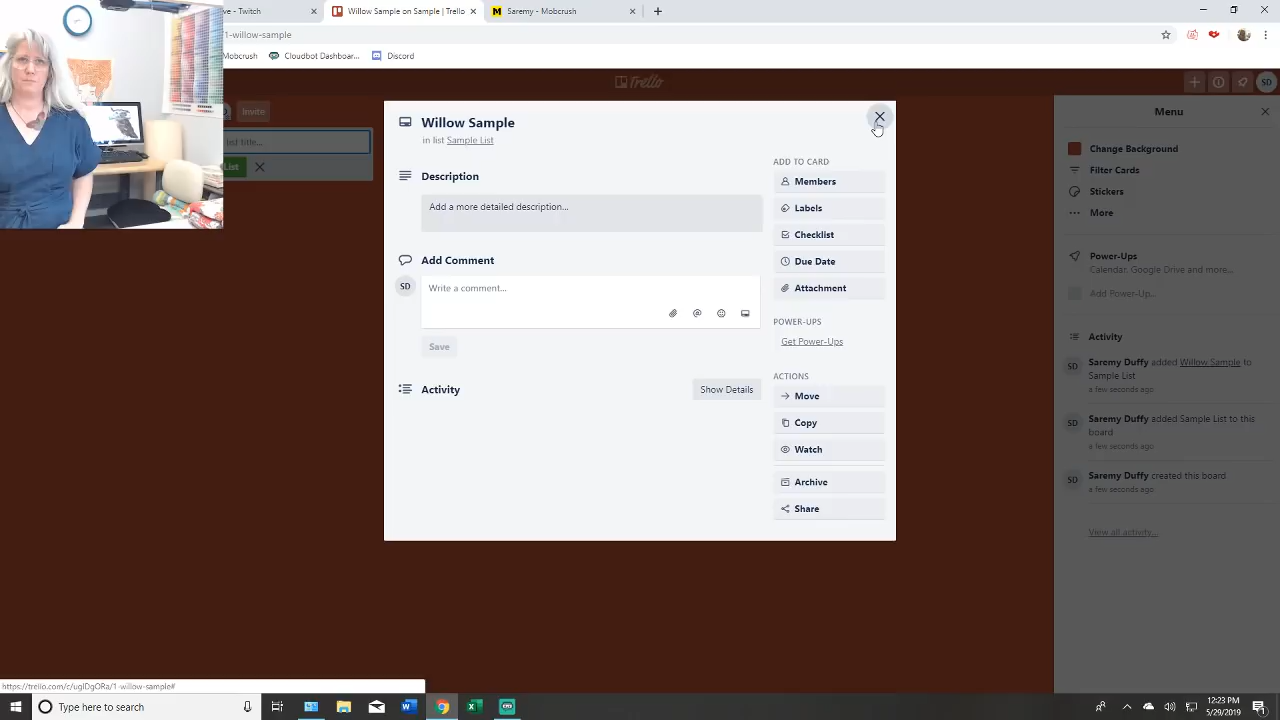 ve - Twitch
Willow Sample on Sample | Trello
Saremy - Mobcrush
1-willow-sample
Mobcrush
Cloudbot Dashboar...
Discord
Trello
Invite
Menu
Willow Sample
in list Sample List
ist title...
List
Description
Add a more detailed description...
Add Comment
SD
Write a comment...
Save
Activity
Show Details
ADD TO CARD
Members
Labels
Checklist
Due Date
Attachment
POWER-UPS
Get Power-Ups
ACTIONS
Move
Copy
Watch
Archive
Share
SD
Change Background
Filter Cards
Stickers
More
Power-Ups
Calendar, Google Drive and more...
Add Power-Up...
Activity
SD
Saremy Duffy added Willow Sample to
Sample List
a few seconds ago
SD
Saremy Duffy added Sample List to this
board
a few seconds ago
SD
Saremy Duffy created this board
a few seconds ago
View all activity...
https://trello.com/c/ugIDgORa/1-willow-sample#
Type here to search
12:23 PM
5/29/2019